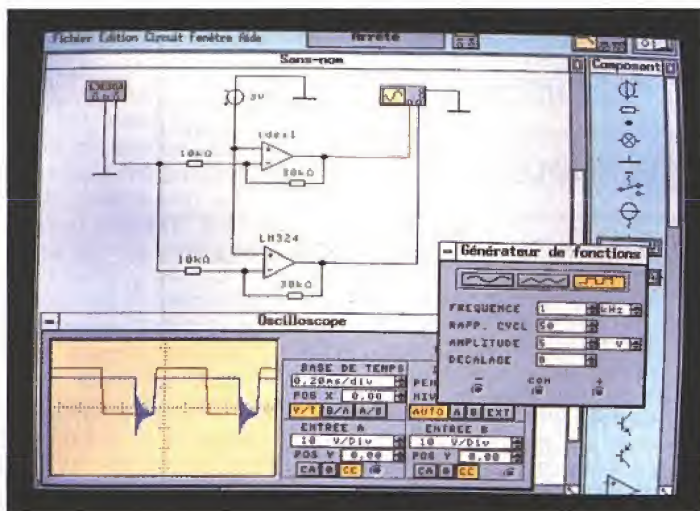 Fichier Edition Circuit Fenêtre Aide
Arrêté
Sans-nom
Composant
3V
idéal
10kΩ
30kΩ
LM324
10kΩ
30kΩ
Générateur de fonctions
FREQUENCE 1 kHz
RAPP. CYCL 50
AMPLITUDE 5 V
DECALAGE 0
- COM +
Oscilloscope
BASE DE TEMPS
0,20ms/div
POS X 0,00
Y/T B/A A/B
AUTO A B EXT
ENTREE A
10 V/Div
POS Y 0,00
CA 0 CC
ENTREE B
10 V/Div
POS Y 0,00
CA 0 CC